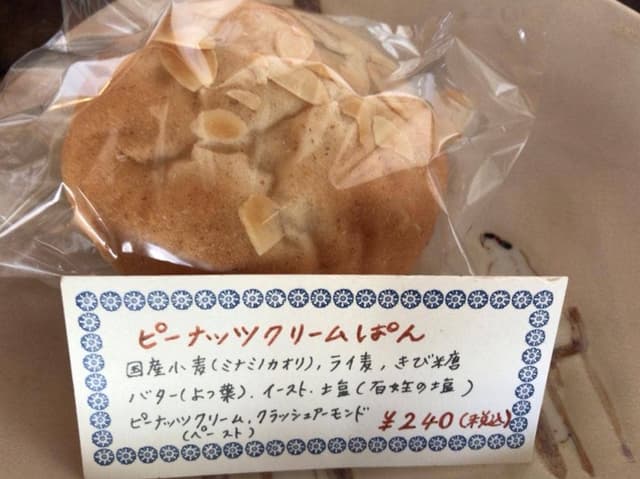 ピーナッツクリームぱん
国産小麦(ミナミノカオリ)、ライ麦、きび米唐
バター(よつ葉)、イースト、塩(石垣の塩)
ピーナッツクリーム、クラッシュアーモンド
(ペースト)
¥240(税込)